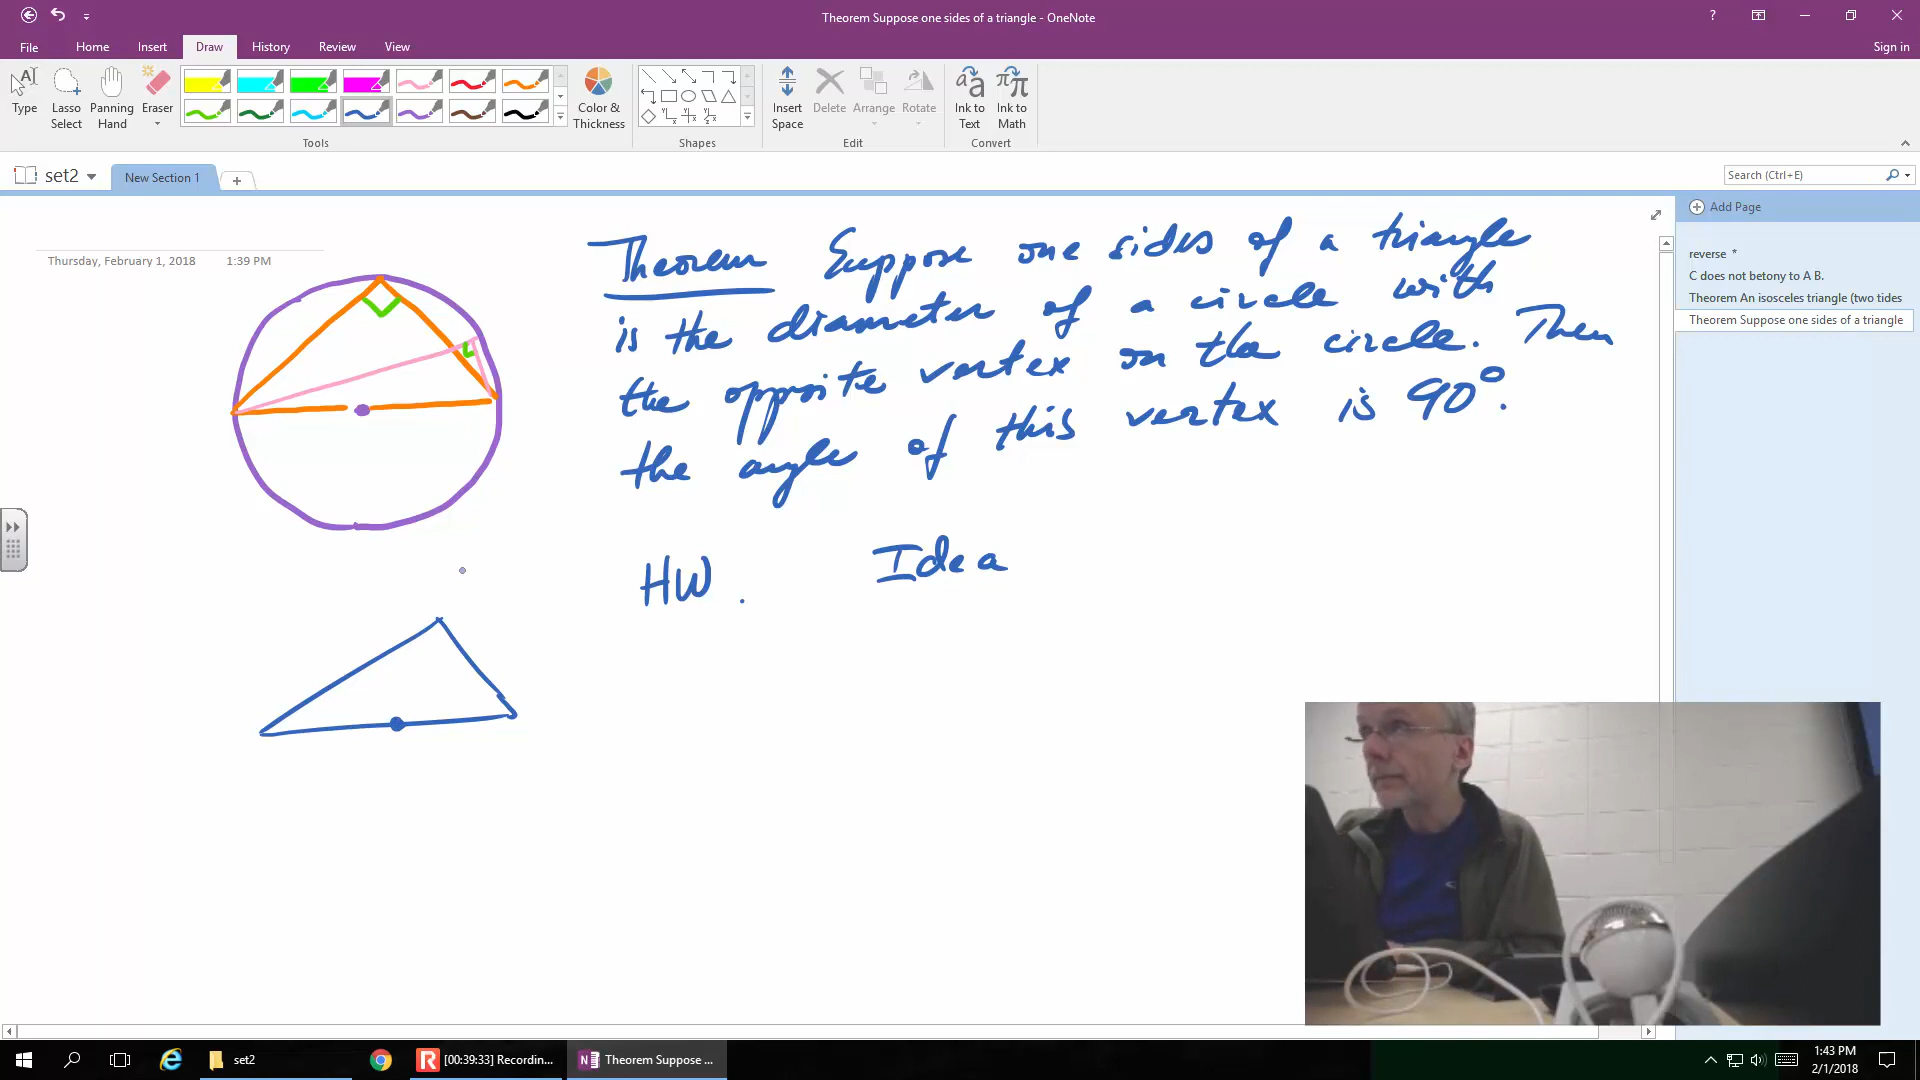 Theorem Suppose one sides of a triangle - OneNote
?
File
Home
Insert
Draw
History
Review
View
Sign in
Type
Lasso Select
Panning Hand
Eraser
Color & Thickness
Insert Space
Delete
Arrange
Rotate
Ink to Text
Ink to Math
Tools
Shapes
Edit
Convert
set2
New Section 1
Search (Ctrl+E)
Add Page
reverse *
C does not betony to A B.
Theorem An isosceles triangle (two tides
Theorem Suppose one sides of a triangle
Thursday, February 1, 2018 1:39 PM
Theorem Suppose one sides of a triangle
is the diameter of a circle with
the opposite vertex on the circle. Then
the angle of this vertex is 90°.
HW. Idea
set2
[00:39:33] Recordin...
Theorem Suppose ...
1:43 PM
2/1/2018